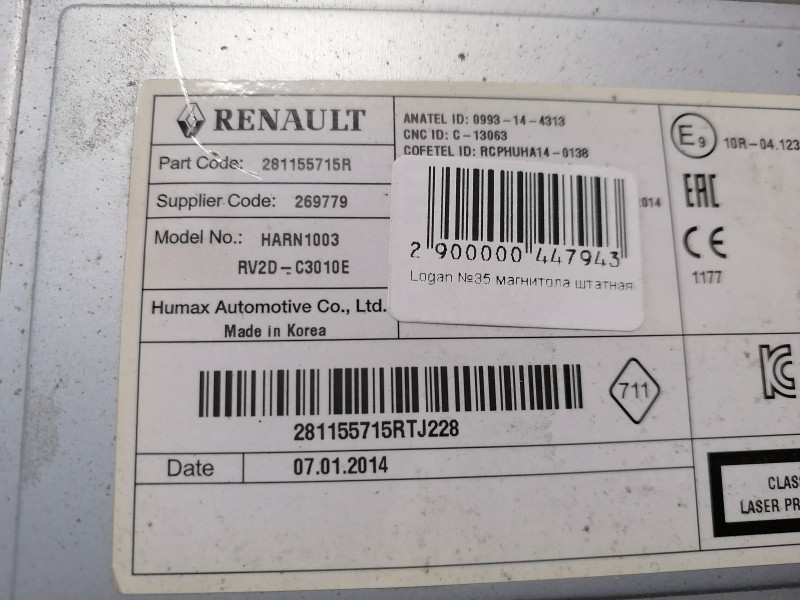 RENAULT
Part Code: 281155715R
Supplier Code: 269779
Model No.: HARN1003
RV2D-C3010E
Humax Automotive Co., Ltd.
Made in Korea
ANATEL ID: 0993-14-4313
CNC ID: C-13063
COFETEL ID: RCPHUHA14-0138
:014
2 900000 447943
Logan №35 магнитола штатная
E9
10R-04.123
EAC
CE
1177
281155715RTJ228
711
Date 07.01.2014
CLAS
LASER PR